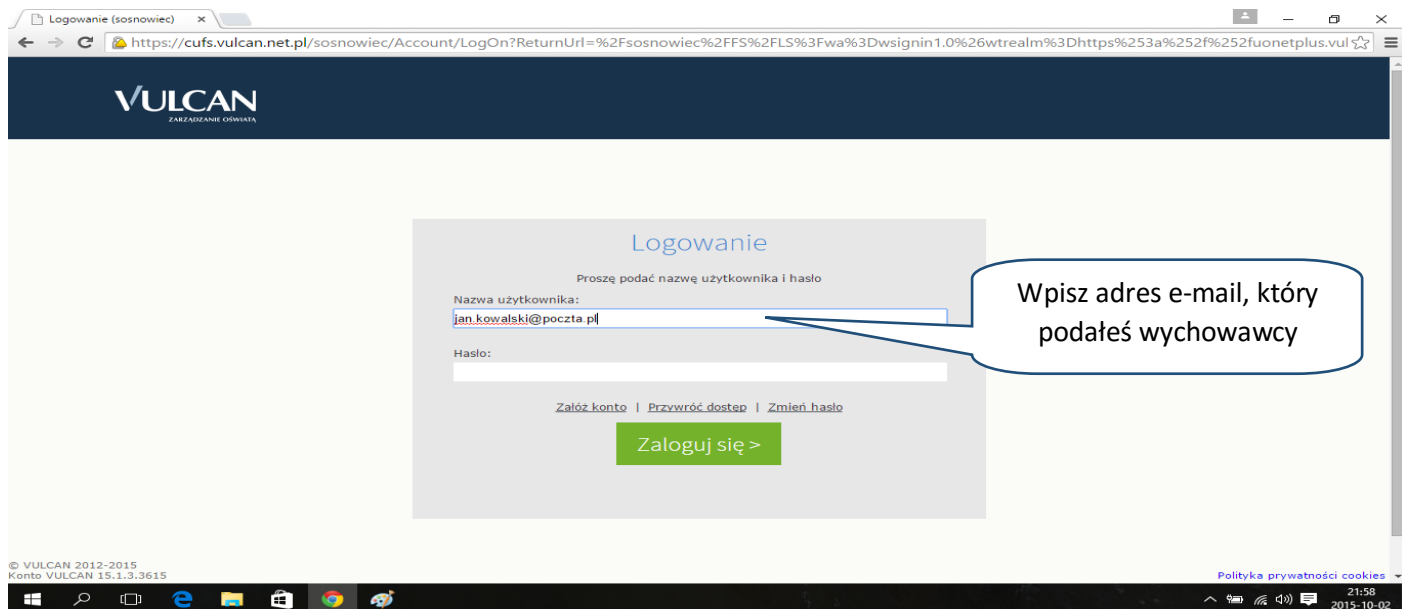 Logowanie (sosnowiec)
https://cufs.vulcan.net.pl/sosnowiec/Account/LogOn?ReturnUrl=%2Fsosnowiec%2FFS%2FLS%3Fwa%3Dwsignin1.0%26wtrealm%3Dhttps%253a%252f%252fuonetplus.vul
VULCAN
ZARZĄDZANIE OŚWIATĄ
Logowanie
Proszę podać nazwę użytkownika i hasło
Nazwa użytkownika:
jan.kowalski@poczta.pl
Wpisz adres e-mail, który
podałeś wychowawcy
Hasło:
Załóż konto | Przywróć dostęp | Zmień hasło
Zaloguj się >
© VULCAN 2012-2015
Konto VULCAN 15.1.3.3615
Polityka prywatności cookies
21:58
2015-10-02